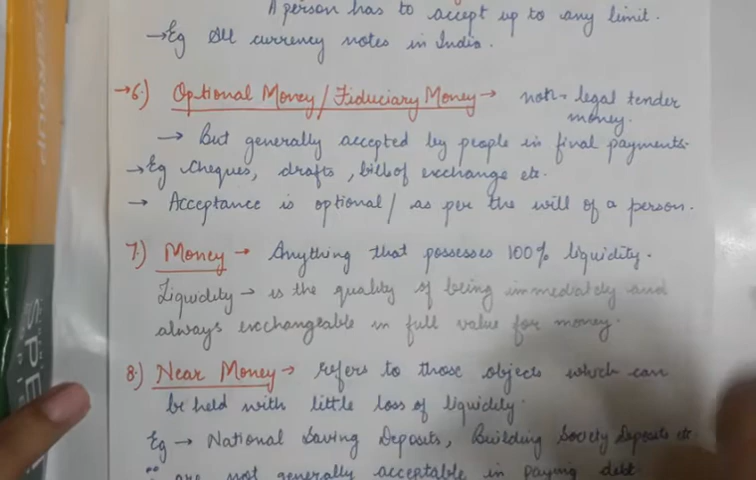 A person has to accept up to any limit.
→ Eg All currency notes in India.
→ 6.) Optional Money / Fiduciary Money → non-legal tender
money.
→ But generally accepted by people in final payments.
→ Eg cheques, drafts, bills of exchange etc.
→ Acceptance is optional / as per the will of a person.
7.) Money → Anything that possesses 100% liquidity.
Liquidity → is the quality of being immediately and
always exchangeable in full value for money.
8.) Near Money → refers to those objects which can
be held with little loss of liquidity.
Eg → National Saving Deposits, Building Society Deposits etc
are not generally acceptable in paying debt.